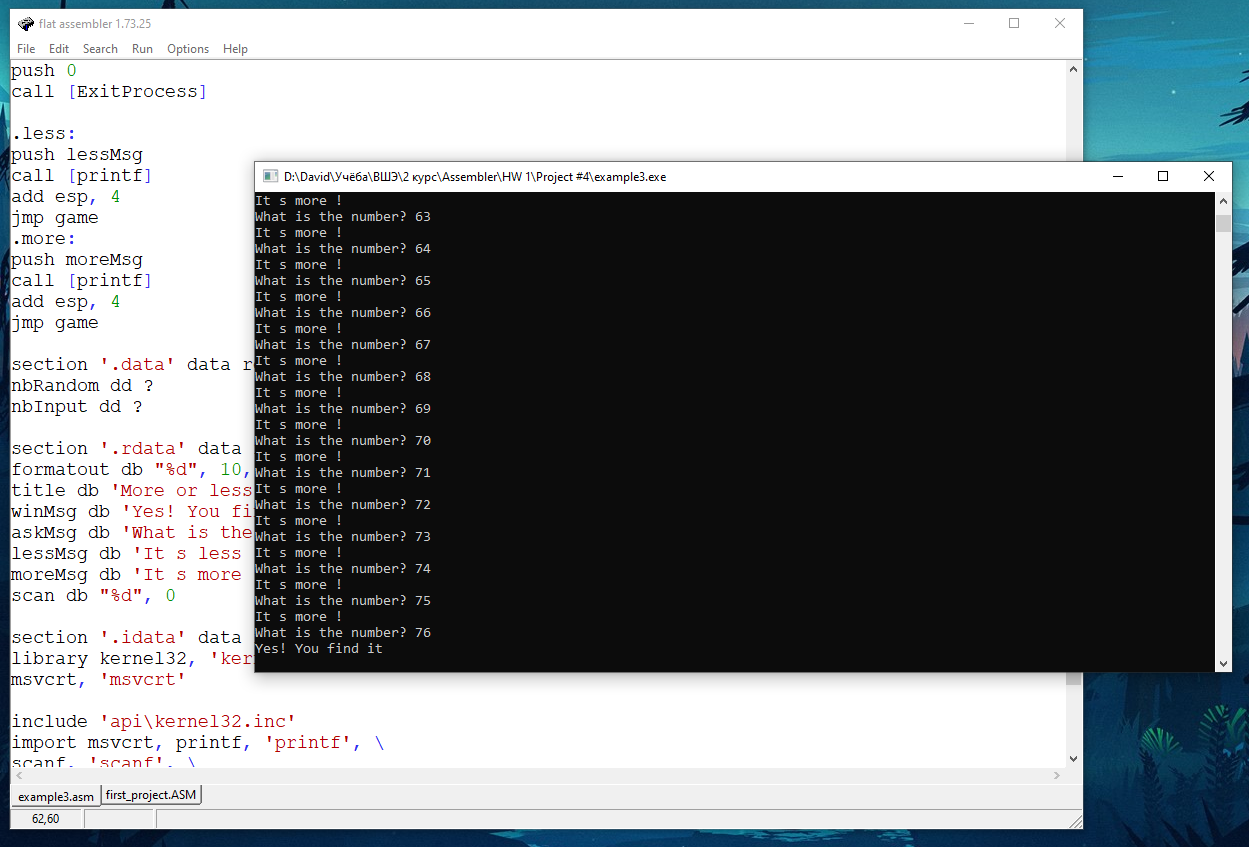 flat assembler 1.73.25
File Edit Search Run Options Help
push 0
call [ExitProcess]
.less:
push lessMsg
call [printf]
add esp, 4
jmp game
.more:
push moreMsg
call [printf]
add esp, 4
jmp game
section '.data' data r
nbRandom dd ?
nbInput dd ?
section '.rdata' data
formatout db "%d", 10,
title db 'More or less
winMsg db 'Yes! You fi
askMsg db 'What is the
lessMsg db 'It s less
moreMsg db 'It s more
scan db "%d", 0
section '.idata' data
library kernel32, 'ker
msvcrt, 'msvcrt'
include 'api\kernel32.inc'
import msvcrt, printf, 'printf', \
scanf, 'scanf', \
example3.asm first_project.ASM
62,60
D:\David\Учёба\ВШЭ\2 курс\Assembler\HW 1\Project #4\example3.exe
It s more !
What is the number? 63
It s more !
What is the number? 64
It s more !
What is the number? 65
It s more !
What is the number? 66
It s more !
What is the number? 67
It s more !
What is the number? 68
It s more !
What is the number? 69
It s more !
What is the number? 70
It s more !
What is the number? 71
It s more !
What is the number? 72
It s more !
What is the number? 73
It s more !
What is the number? 74
It s more !
What is the number? 75
It s more !
What is the number? 76
Yes! You find it